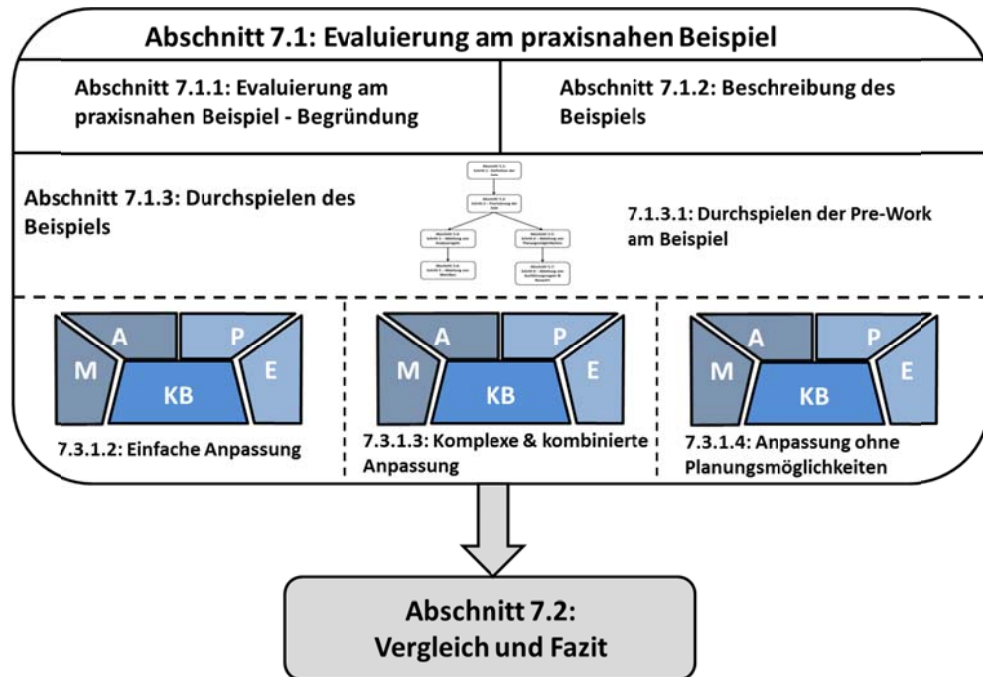 Abschnitt 7.1: Evaluierung am praxisnahen Beispiel
Abschnitt 7.1.1: Evaluierung am
praxisnahen Beispiel - Begründung
Abschnitt 7.1.2: Beschreibung des
Beispiels
Abschnitt 7.1.3: Durchspielen des
Beispiels
7.1.3.1: Durchspielen der Pre-Work
am Beispiel
A
P
M
E
KB
7.3.1.2: Einfache Anpassung
A
P
M
E
KB
7.3.1.3: Komplexe & kombinierte
Anpassung
A
P
M
E
KB
7.3.1.4: Anpassung ohne
Planungsmöglichkeiten
Abschnitt 7.2:
Vergleich und Fazit